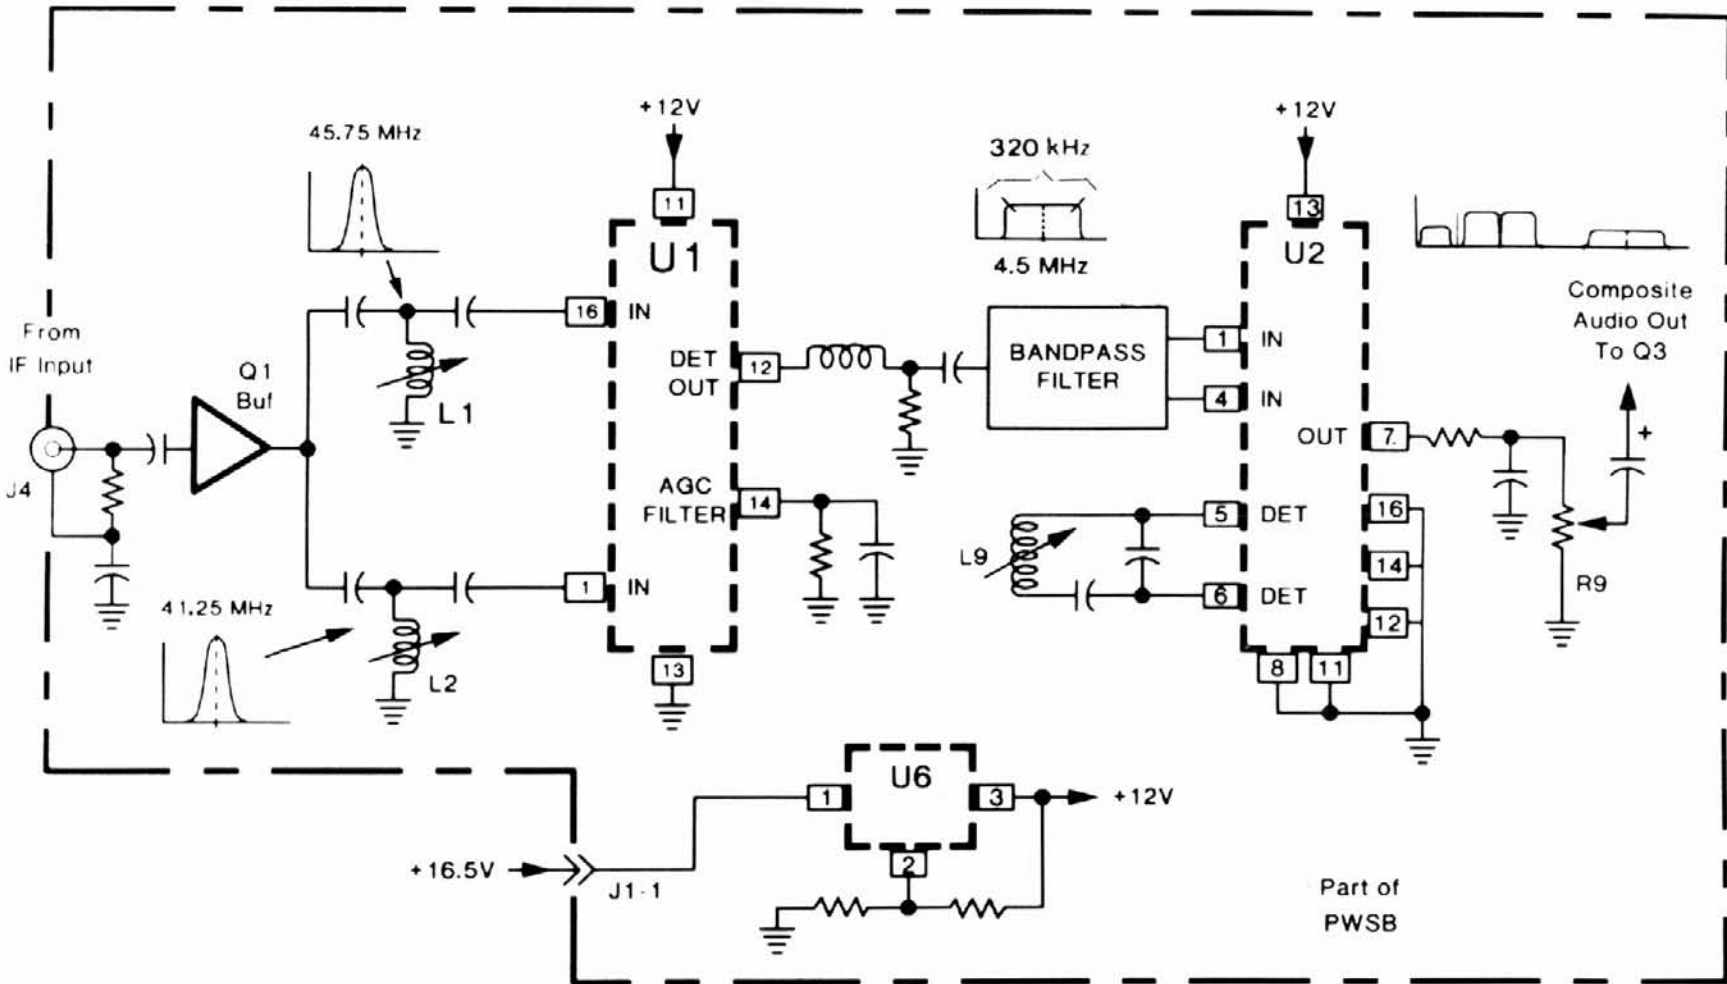 +12V
+12V
45.75 MHz
320 kHz
11
13
U1
U2
4.5 MHz
Composite
Audio Out
To Q3
16
IN
From
IF Input
DET
OUT
12
BANDPASS
FILTER
1
IN
Q1
Buf
L1
4
IN
OUT
7
+
J4
AGC
FILTER
14
L9
5
DET
16
14
41.25 MHz
1
IN
6
DET
12
R9
L2
13
8
11
U6
1
3
+12V
+16.5V
J1-1
2
Part of
PWSB